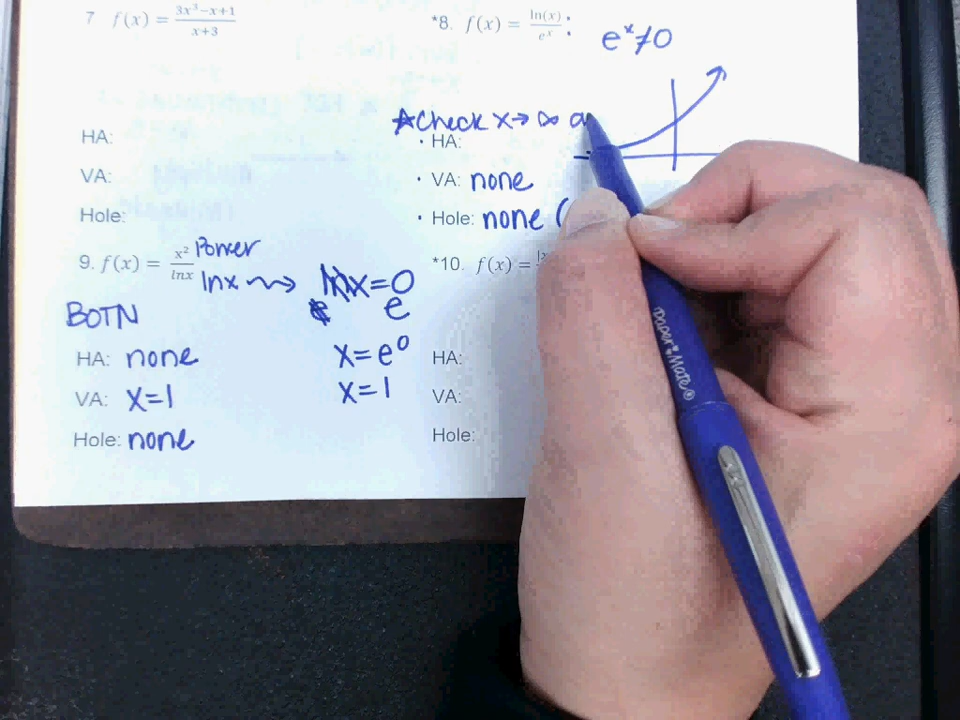 7 f(x) = 3x³−x+1 / x+3
HA:
VA:
Hole:
*8. f(x) = ln(x) / eˣ :
eˣ≠0
☆Check x→∞
· HA:
· VA: none
· Hole: none (
9. f(x) = x² / lnx
Power
lnx ⇝ lnx=0
e
BOTN
x=e⁰
x=1
HA: none
VA: x=1
Hole: none
*10. f(x) =
HA:
VA:
Hole:
Paper Mate®